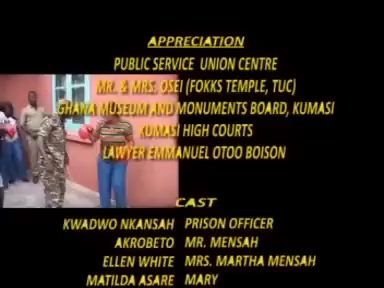 APPRECIATION
PUBLIC SERVICE UNION CENTRE
MR. & MRS. OSEI (FOKKS TEMPLE, TUC)
GHANA MUSEUM AND MONUMENTS BOARD, KUMASI
KUMASI HIGH COURTS
LAWYER EMMANUEL OTOO BOISON
CAST
KWADWO NKANSAH PRISON OFFICER
AKROBETO MR. MENSAH
ELLEN WHITE MRS. MARTHA MENSAH
MATILDA ASARE MARY